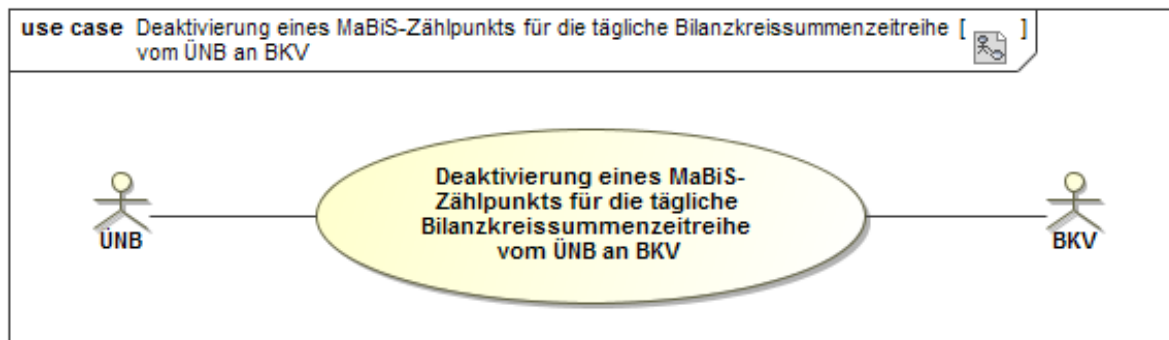 use case Deaktivierung eines MaBiS-Zählpunkts für die tägliche Bilanzkreissummenzeitreihe [ ]
vom ÜNB an BKV
Deaktivierung eines MaBiS-
Zählpunkts für die tägliche
Bilanzkreissummenzeitreihe
vom ÜNB an BKV
ÜNB
BKV